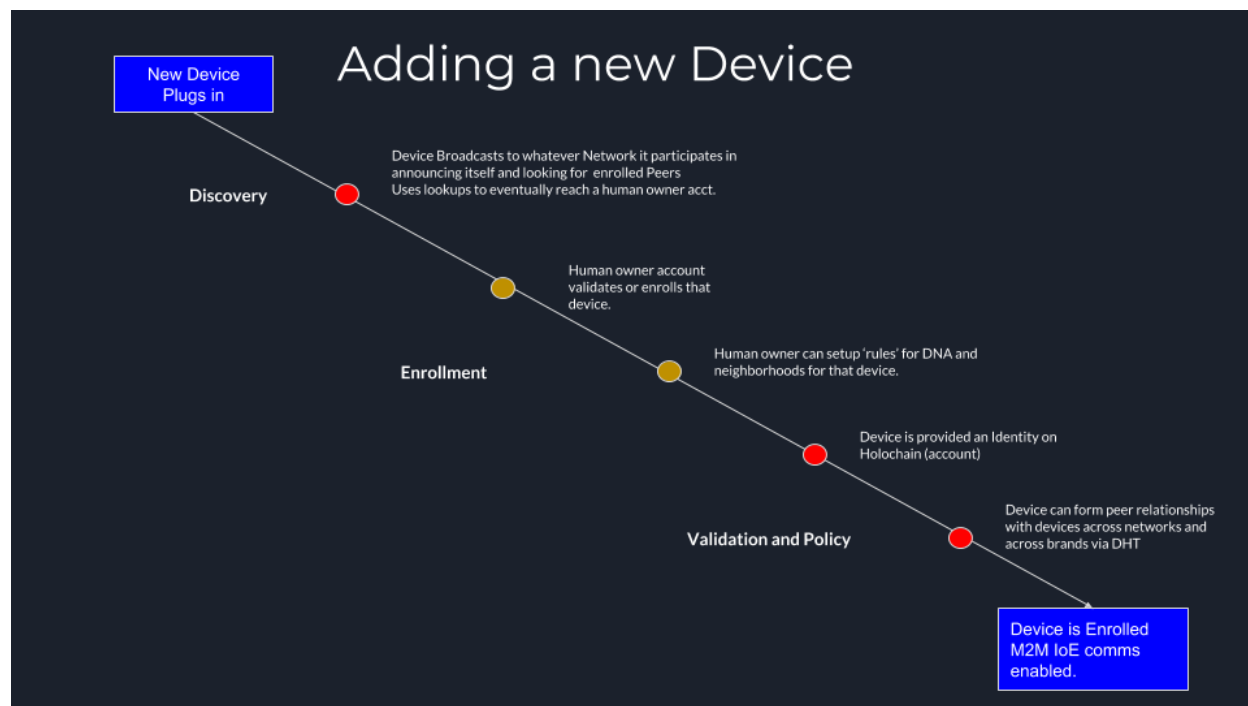 Adding a new Device
New Device
Plugs in
Device Broadcasts to whatever Network it participates in
announcing itself and looking for enrolled Peers
Uses lookups to eventually reach a human owner acct.
Discovery
Human owner account
validates or enrolls that
device.
Human owner can setup ‘rules’ for DNA and
neighborhoods for that device.
Enrollment
Device is provided an Identity on
Holochain (account)
Device can form peer relationships
with devices across networks and
across brands via DHT
Validation and Policy
Device is Enrolled
M2M IoE comms
enabled.